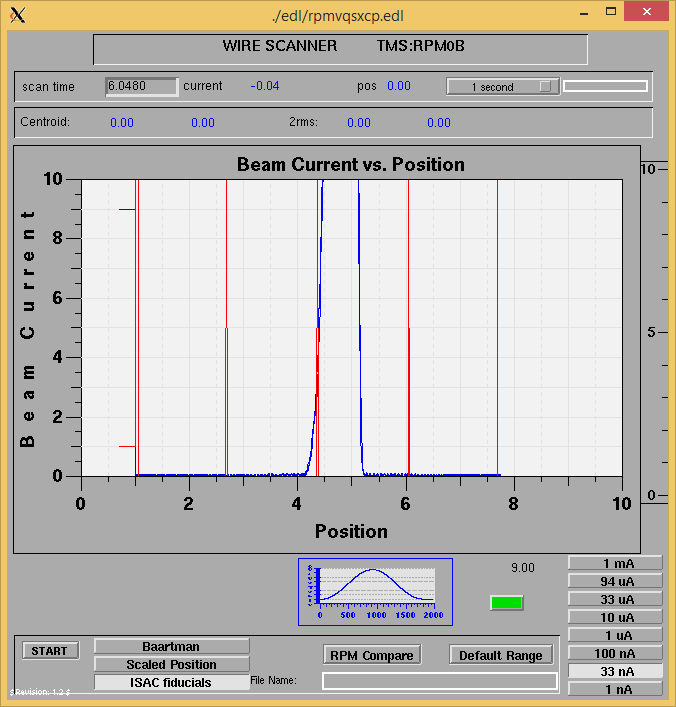 ./edl/rpmvqsxcp.edl
WIRE SCANNER TMS:RPM0B
scan time 6.0480 current -0.04 pos 0.00 1 second
Centroid: 0.00 0.00 2rms: 0.00 0.00
Beam Current vs. Position
10
8
6
4
2
0
Beam Current
0 2 4 6 8 10
Position
10
5
0
0 500 1000 1500 2000
9.00
1 mA
94 uA
33 uA
10 uA
1 uA
100 nA
33 nA
1 nA
START
Baartman
Scaled Position
ISAC fiducials
RPM Compare
Default Range
File Name:
$Revision: 1.2 $